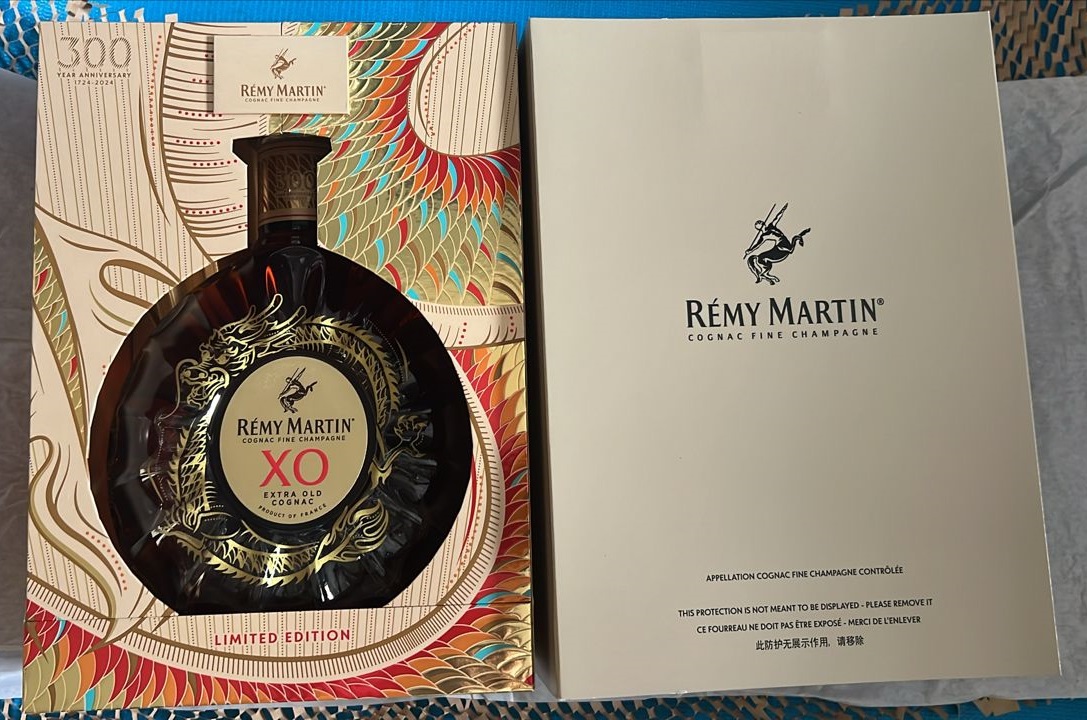 300
YEAR ANNIVERSARY
1724-2024
RÉMY MARTIN®
COGNAC FINE CHAMPAGNE
300
RÉMY MARTIN®
COGNAC FINE CHAMPAGNE
XO
EXTRA OLD
COGNAC
PRODUCT OF FRANCE
LIMITED EDITION
RÉMY MARTIN®
COGNAC FINE CHAMPAGNE
APPELLATION COGNAC FINE CHAMPAGNE CONTRÔLÉE
THIS PROTECTION IS NOT MEANT TO BE DISPLAYED - PLEASE REMOVE IT
CE FOURREAU NE DOIT PAS ÊTRE EXPOSÉ - MERCI DE L'ENLEVER
此防护无展示作用，请移除